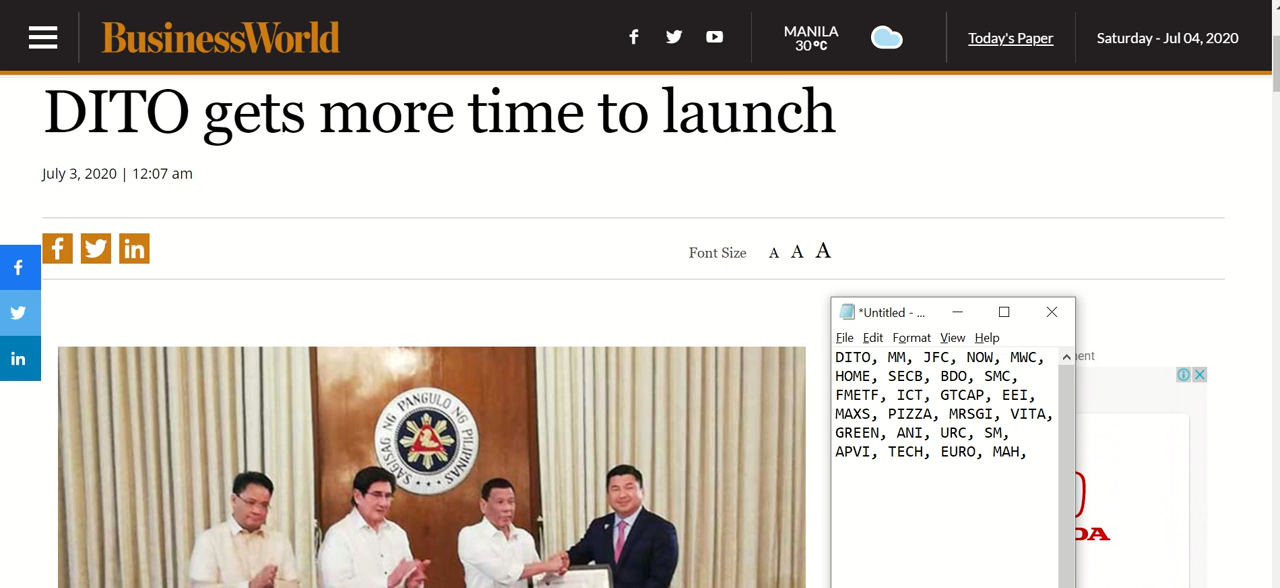 BusinessWorld
MANILA
30 ºC
Today's Paper
Saturday - Jul 04, 2020
DITO gets more time to launch
July 3, 2020 | 12:07 am
Font Size A A A
*Untitled - ...
File Edit Format View Help
DITO, MM, JFC, NOW, MWC,
HOME, SECB, BDO, SMC,
FMETF, ICT, GTCAP, EEI,
MAXS, PIZZA, MRSGI, VITA,
GREEN, ANI, URC, SM,
APVI, TECH, EURO, MAH,
SAGISAG NG PANGULO NG PILIPINAS